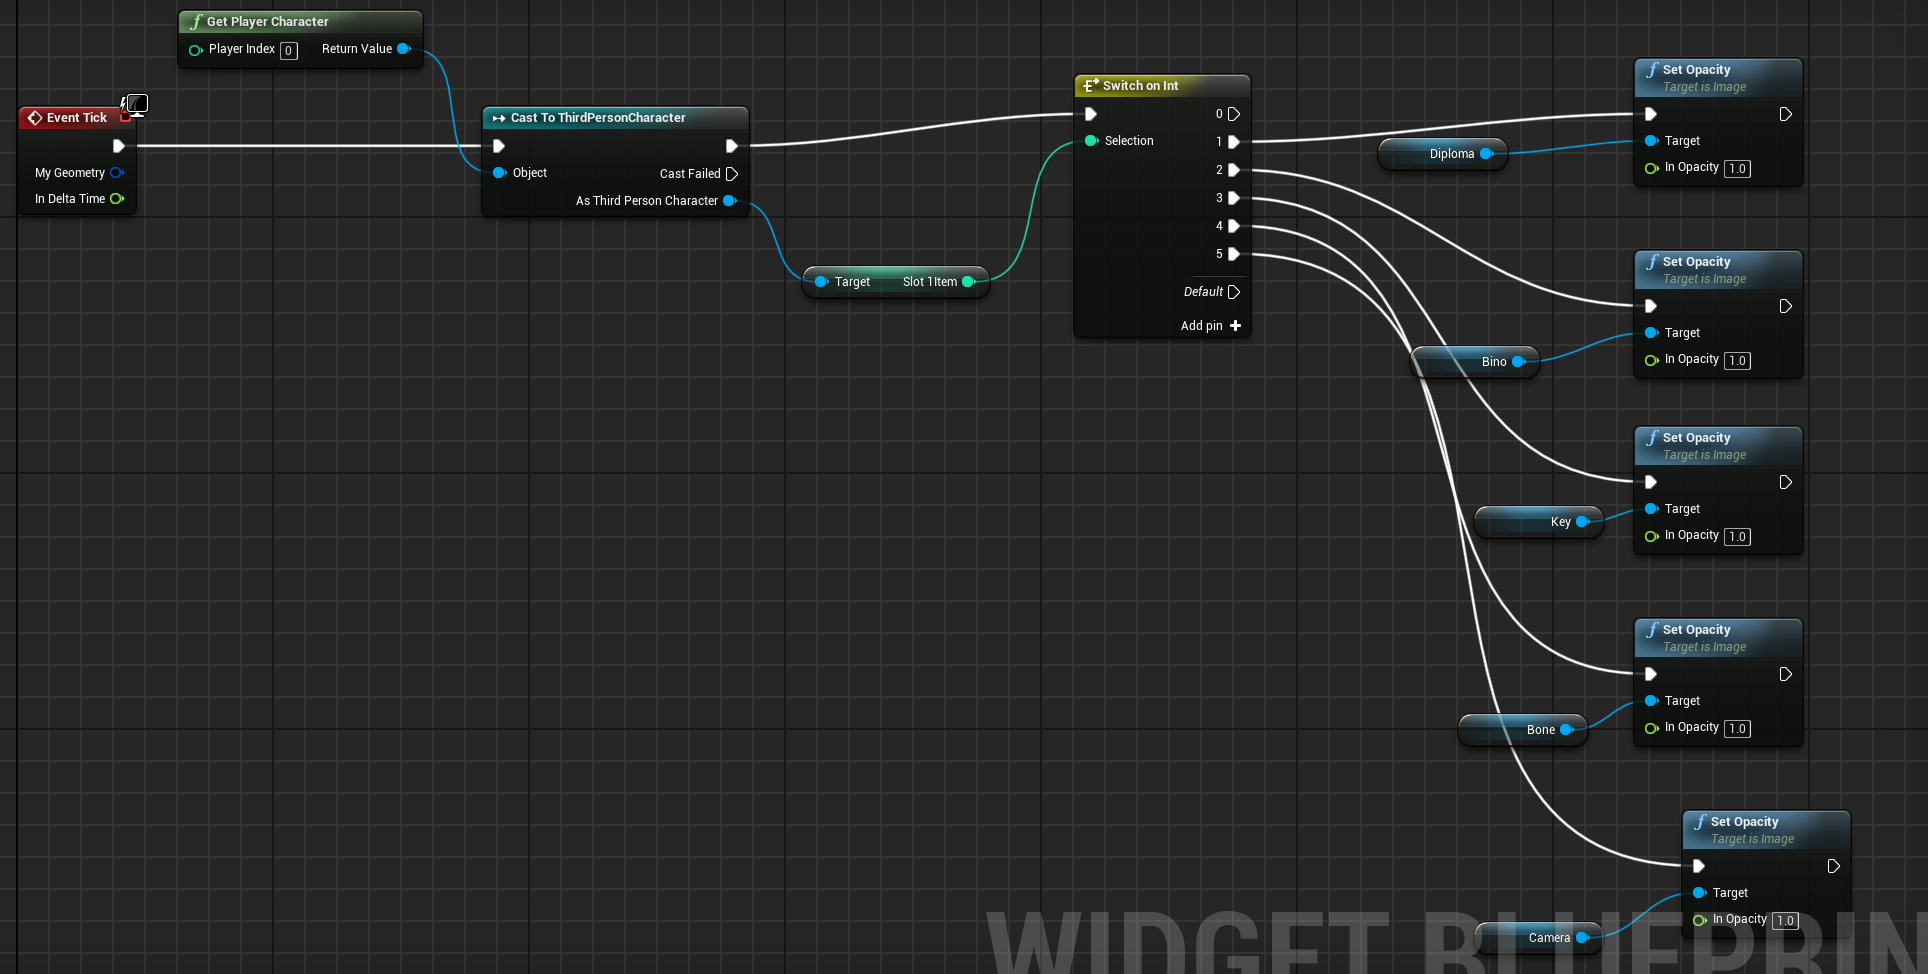 Get Player Character
Player Index 0 Return Value
Event Tick
My Geometry
In Delta Time
Cast To ThirdPersonCharacter
Object
Cast Failed
As Third Person Character
Target Slot 1Item
Switch on Int
0
Selection 1
2
3
4
5
Default
Add pin
Diploma
Set Opacity
Target is Image
Target
In Opacity 1.0
Bino
Set Opacity
Target is Image
Target
In Opacity 1.0
Key
Set Opacity
Target is Image
Target
In Opacity 1.0
Bone
Set Opacity
Target is Image
Target
In Opacity 1.0
Camera
Set Opacity
Target is Image
Target
In Opacity 1.0
WIDGET BLUEPRIN